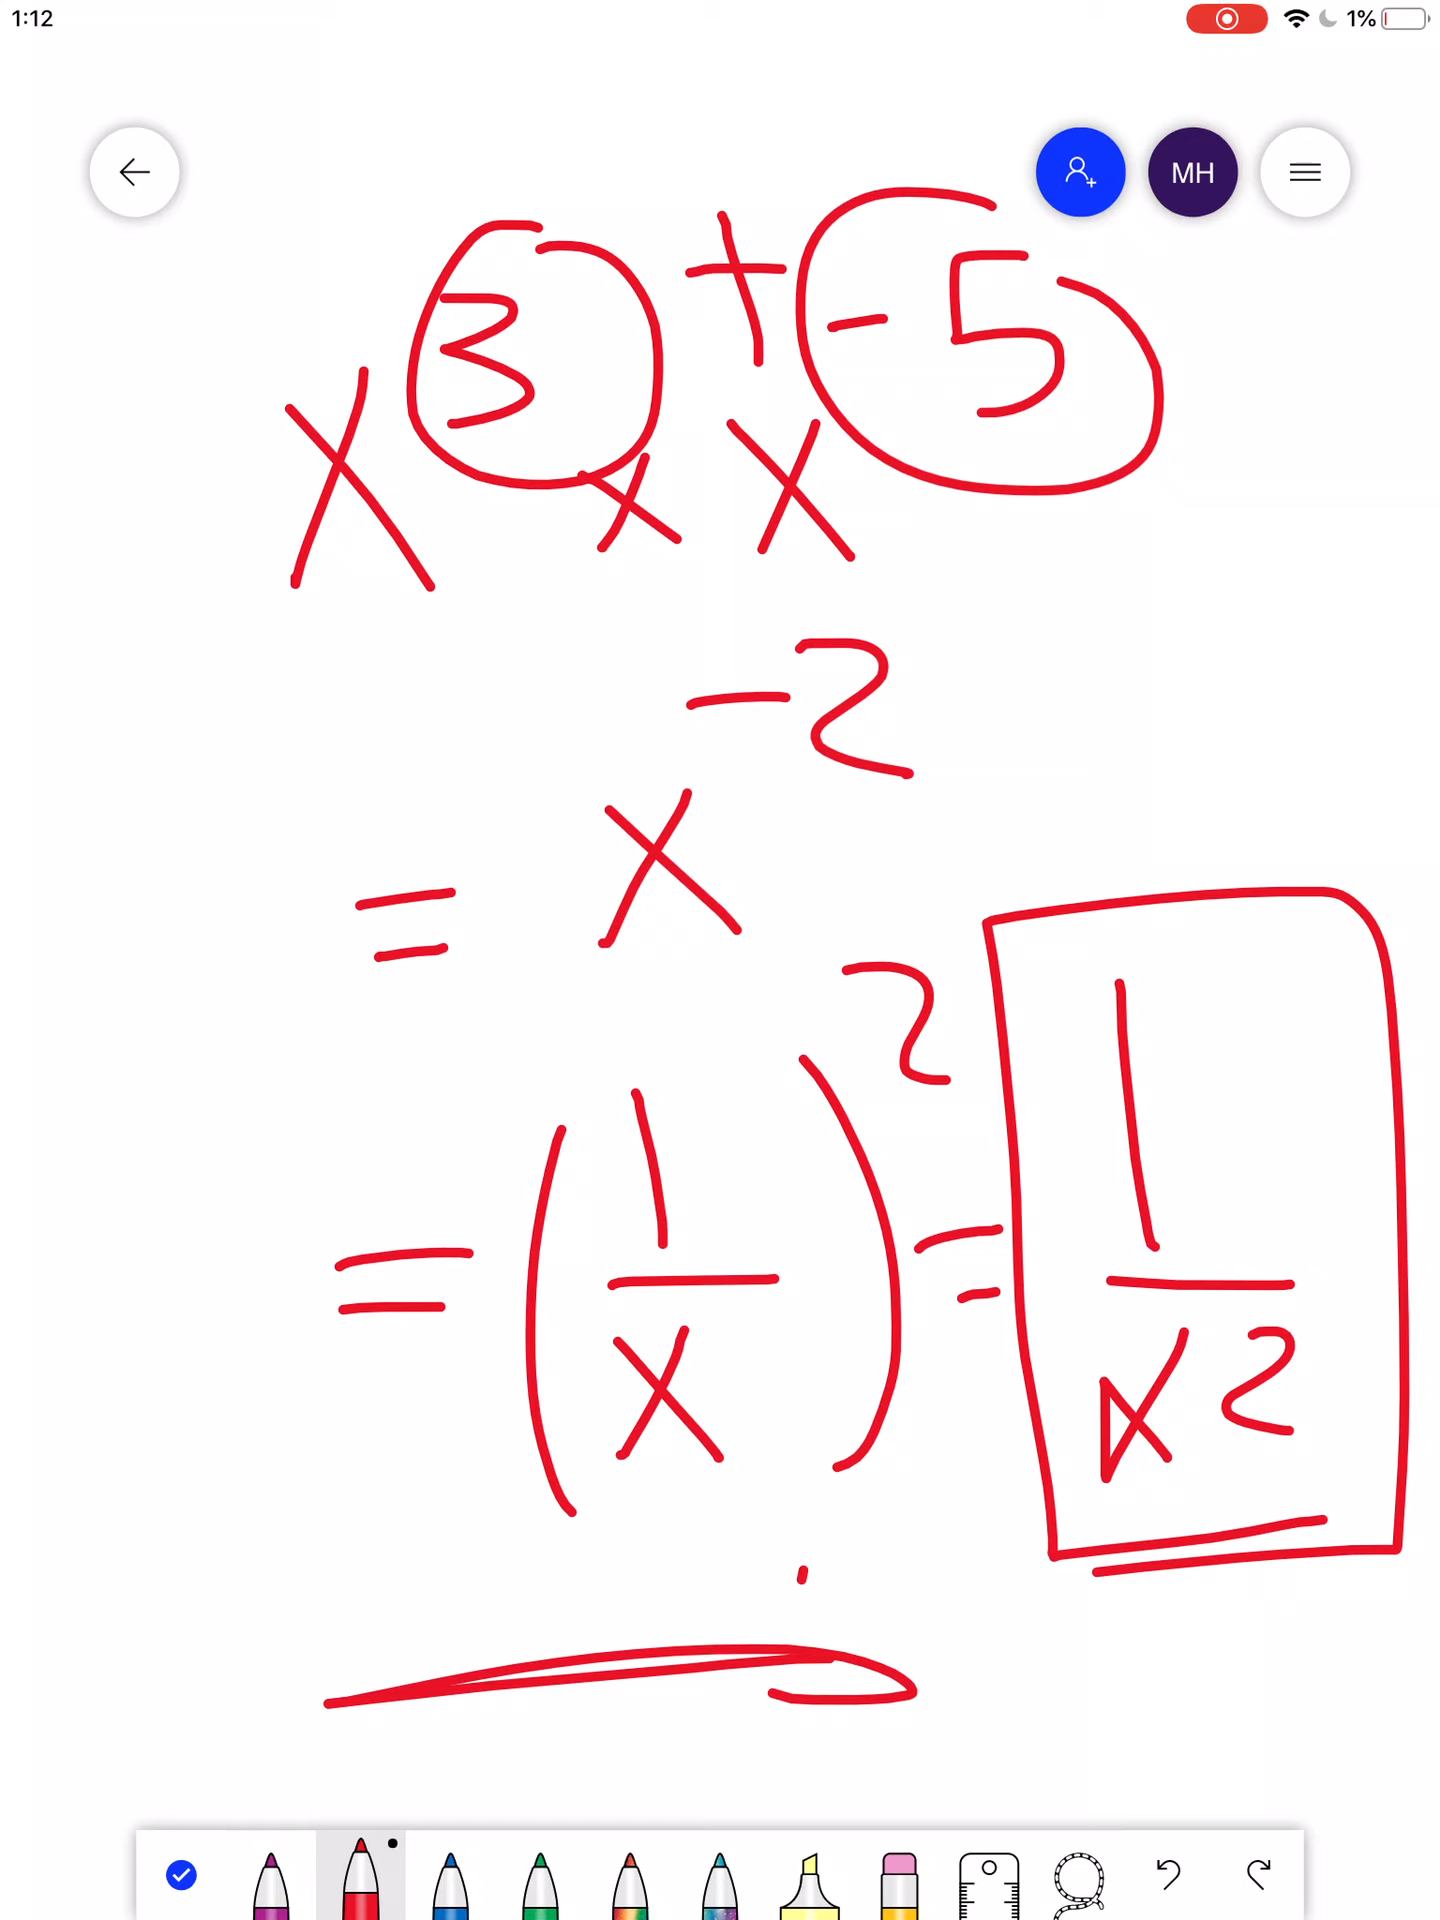 1:12 1%
MH
x^3 × x^-5
+
= x^-2
= (1/x)^2 = 1/x^2